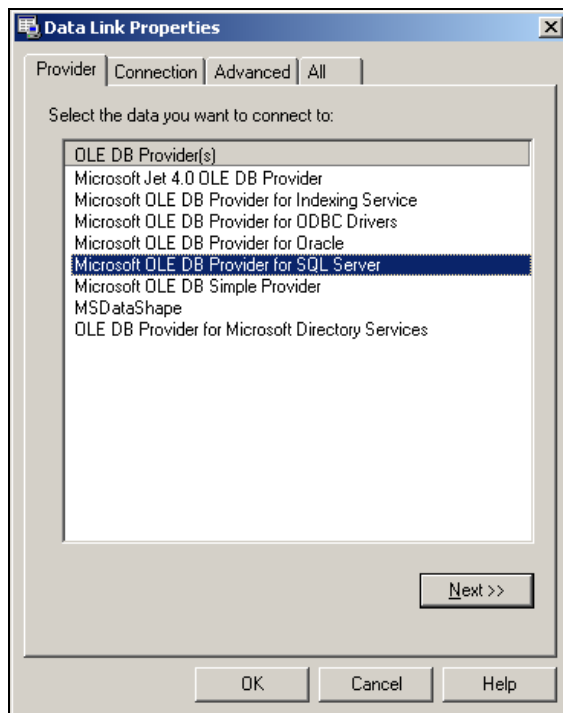 Data Link Properties
Provider Connection Advanced All
Select the data you want to connect to:
OLE DB Provider(s)
Microsoft Jet 4.0 OLE DB Provider
Microsoft OLE DB Provider for Indexing Service
Microsoft OLE DB Provider for ODBC Drivers
Microsoft OLE DB Provider for Oracle
Microsoft OLE DB Provider for SQL Server
Microsoft OLE DB Simple Provider
MSDataShape
OLE DB Provider for Microsoft Directory Services
Next >>
OK Cancel Help